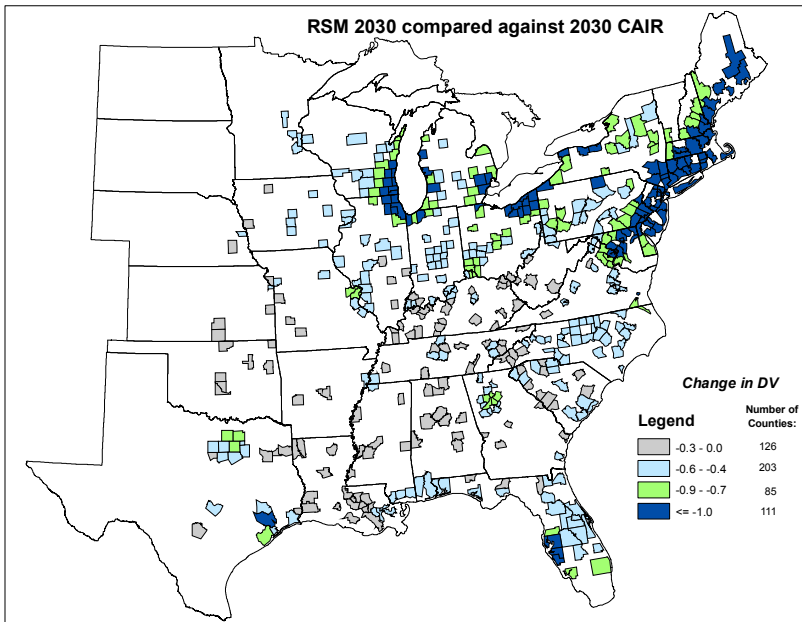 RSM 2030 compared against 2030 CAIR
Change in DV
Legend
Number of
Counties:
-0.3 - 0.0 126
-0.6 - -0.4 203
-0.9 - -0.7 85
<= -1.0 111